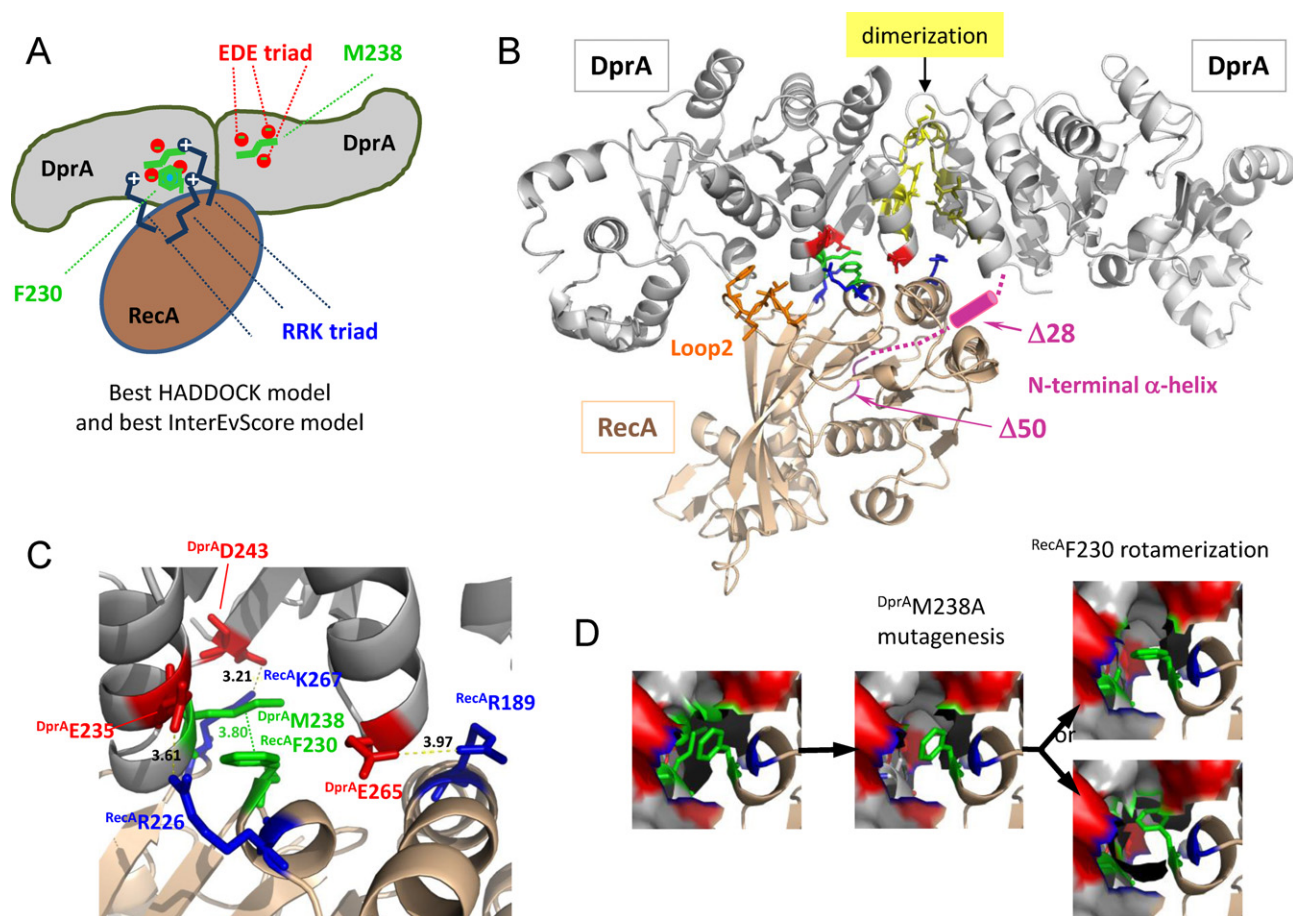 A
EDE triad
M238
DprA
DprA
F230
RecA
RRK triad
Best HADDOCK model
and best InterEvScore model
B
dimerization
DprA
DprA
Loop2
Δ28
N-terminal α-helix
RecA
Δ50
C
DprAD243
3.21
RecAK267
RecAR189
DprAE235
DprAM238
3.80
RecAF230
3.61
3.97
DprAE265
RecAR226
RecAF230 rotamerization
D
DprAM238A
mutagenesis
or